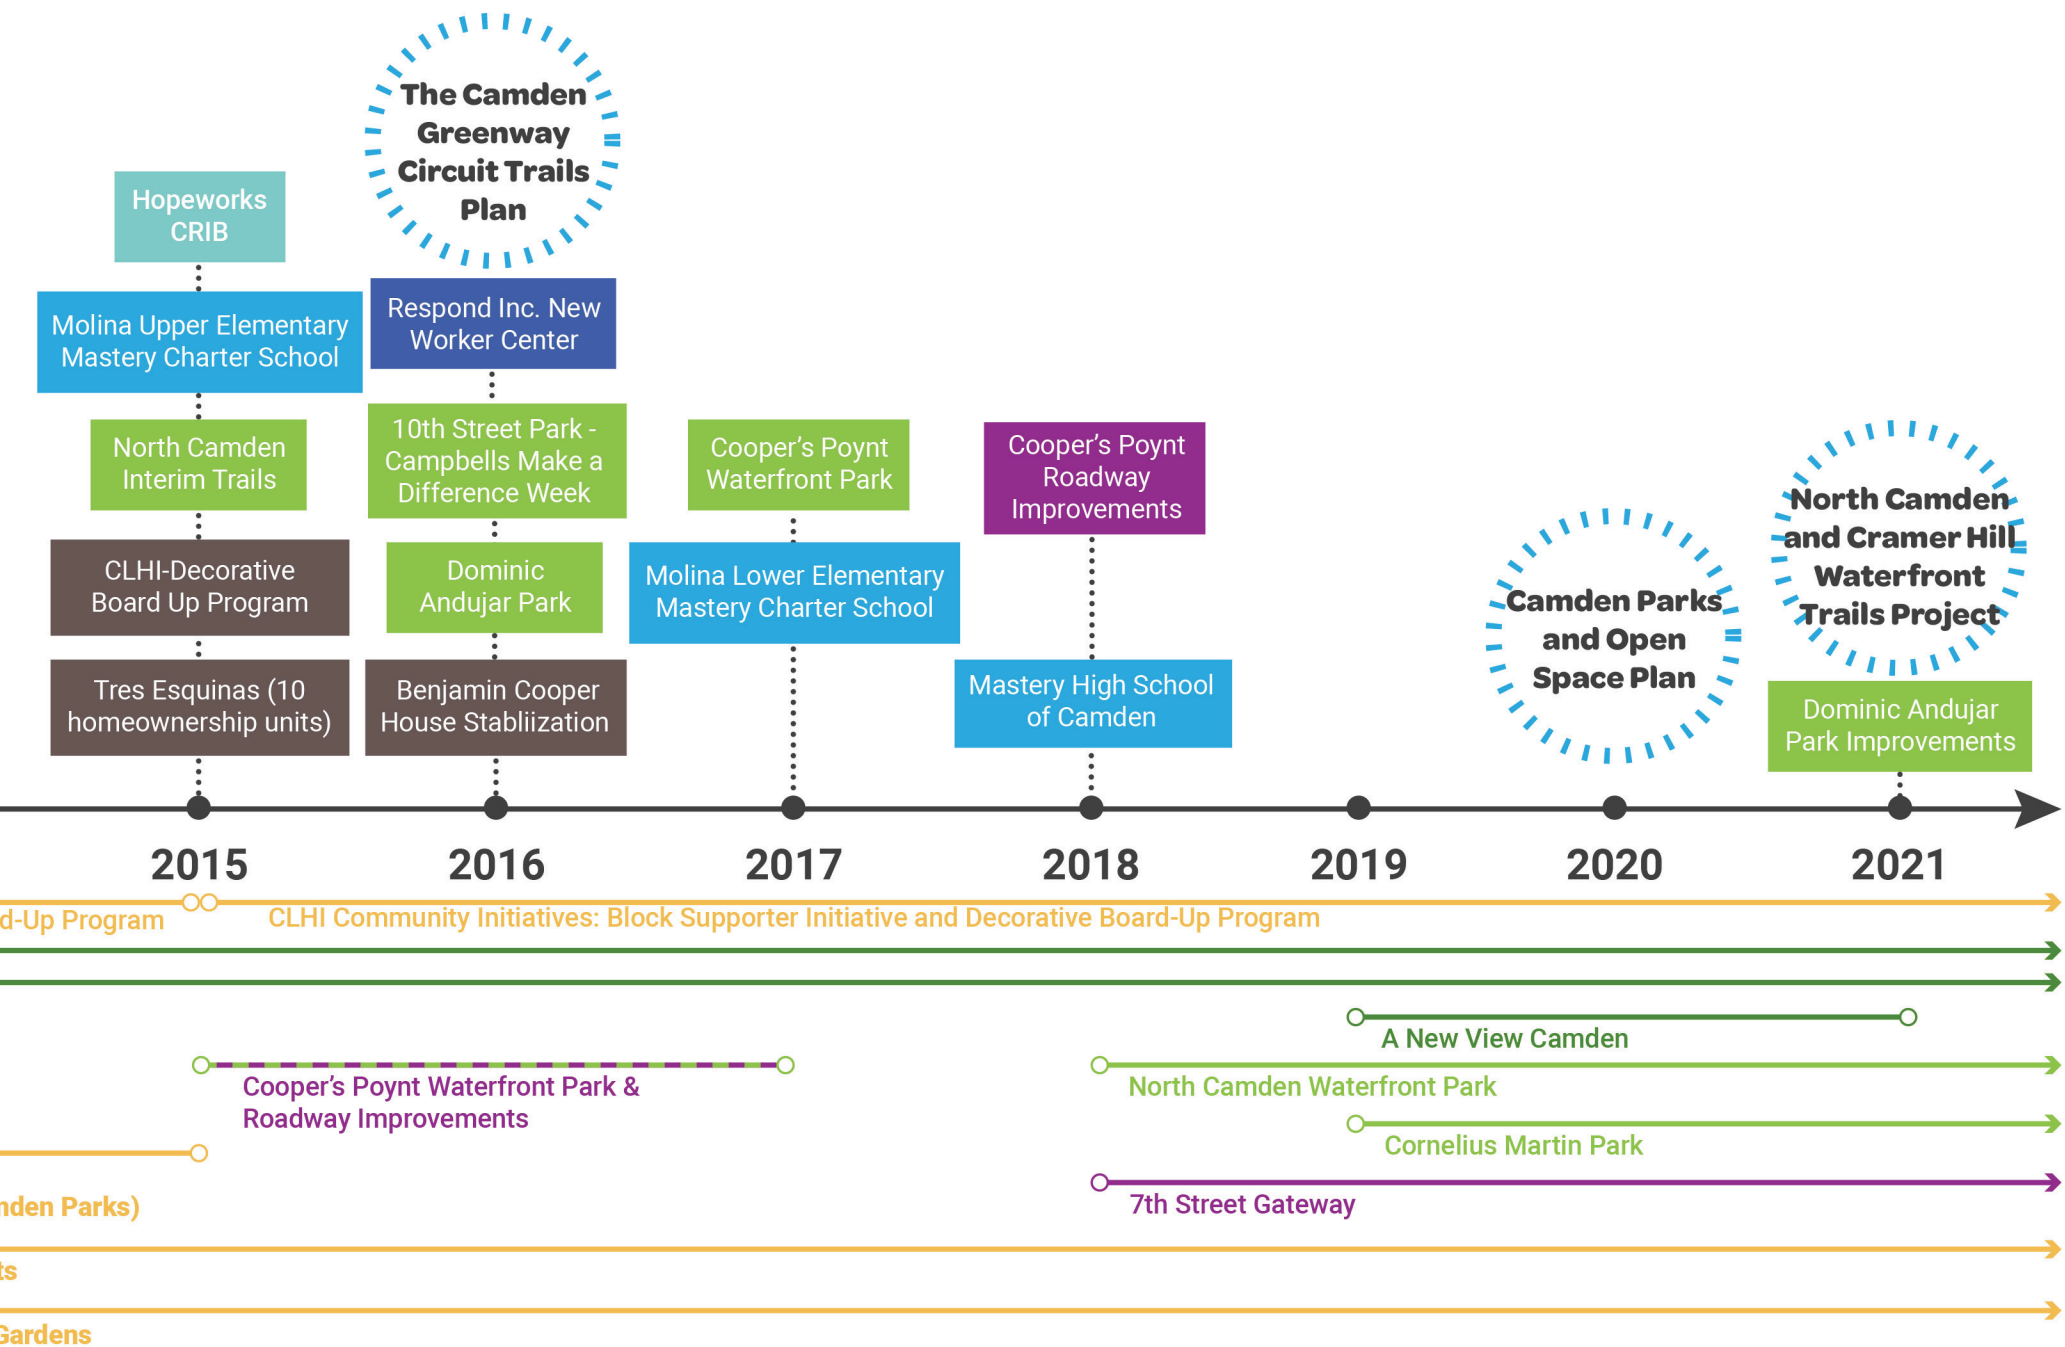 The Camden
Greenway
Circuit Trails
Plan
Hopeworks
CRIB
Molina Upper Elementary
Mastery Charter School
North Camden
Interim Trails
CLHI-Decorative
Board Up Program
Tres Esquinas (10
homeownership units)
Respond Inc. New
Worker Center
10th Street Park -
Campbells Make a
Difference Week
Dominic
Andujar Park
Benjamin Cooper
House Stabliization
Cooper’s Poynt
Waterfront Park
Molina Lower Elementary
Mastery Charter School
Cooper’s Poynt
Roadway
Improvements
Mastery High School
of Camden
Camden Parks
and Open
Space Plan
North Camden
and Cramer Hill
Waterfront
Trails Project
Dominic Andujar
Park Improvements
2015 2016 2017 2018 2019 2020 2021
d-Up Program
CLHI Community Initiatives: Block Supporter Initiative and Decorative Board-Up Program
A New View Camden
Cooper’s Poynt Waterfront Park &
Roadway Improvements
North Camden Waterfront Park
Cornelius Martin Park
7th Street Gateway
nden Parks)
ts
Gardens